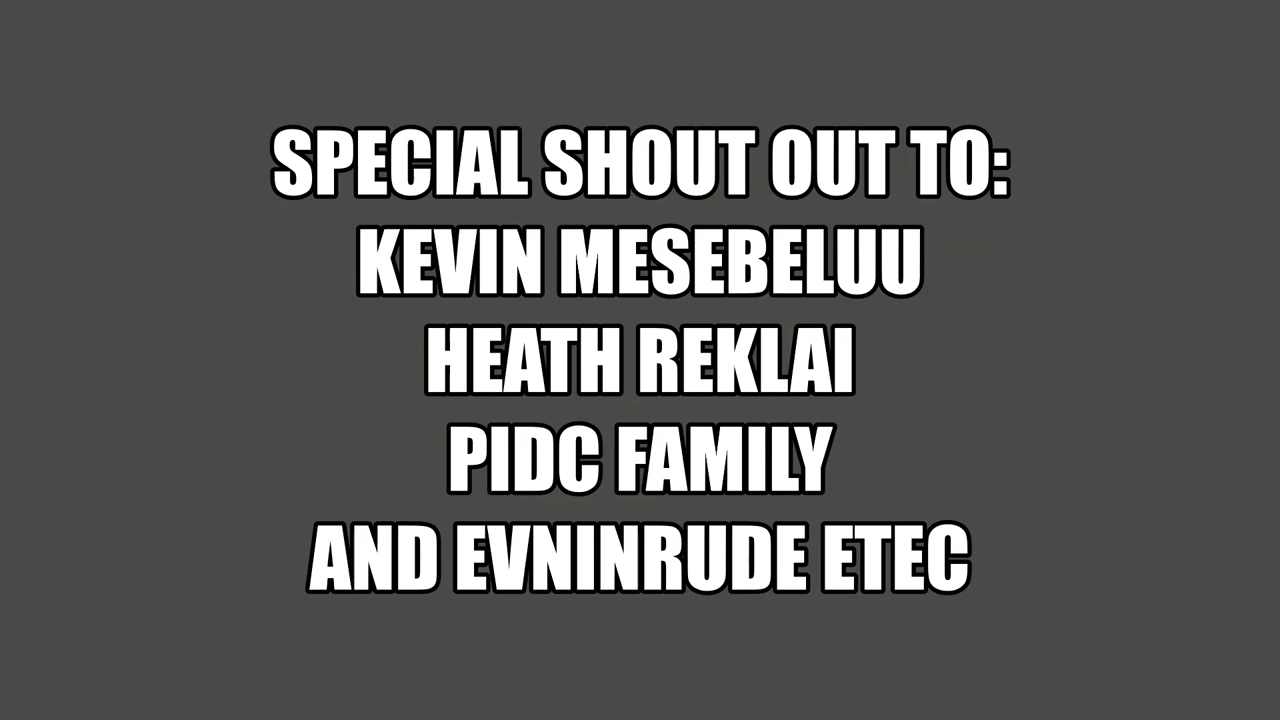 SPECIAL SHOUT OUT TO:
KEVIN MESEBELUU
HEATH REKLAI
PIDC FAMILY
AND EVNINRUDE ETEC